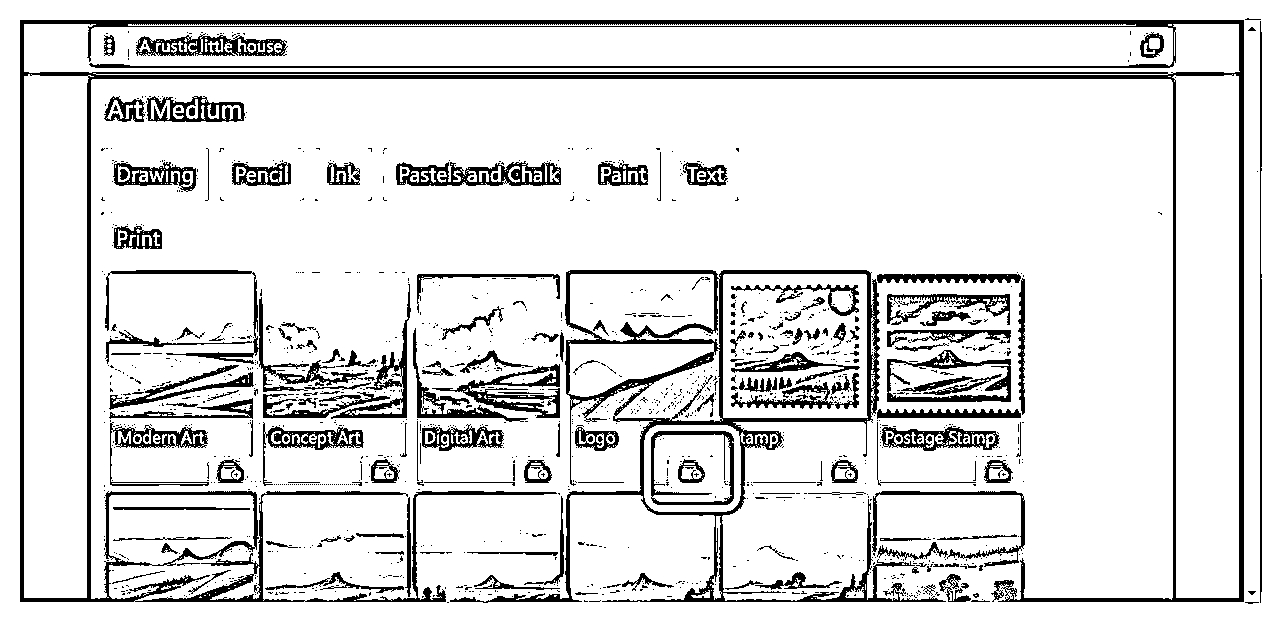 A rustic little house
Art Medium
Drawing Pencil Ink Pastels and Chalk Paint Text
Print
Modern Art Concept Art Digital Art Logo tamp Postage Stamp